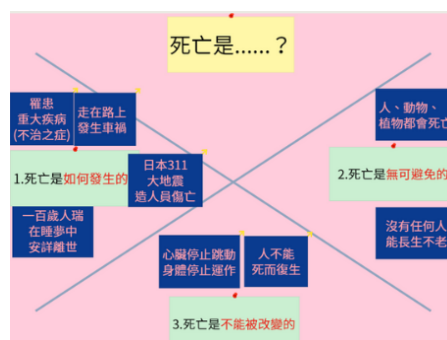 死亡是......？
罹患
重大疾病
(不治之症)
走在路上
發生車禍
1.死亡是如何發生的
日本311
大地震
造人員傷亡
一百歲人瑞
在睡夢中
安詳離世
人、動物、
植物都會死亡
2.死亡是無可避免的
沒有任何人
能長生不老
心臟停止跳動
身體停止運作
人不能
死而復生
3.死亡是不能被改變的